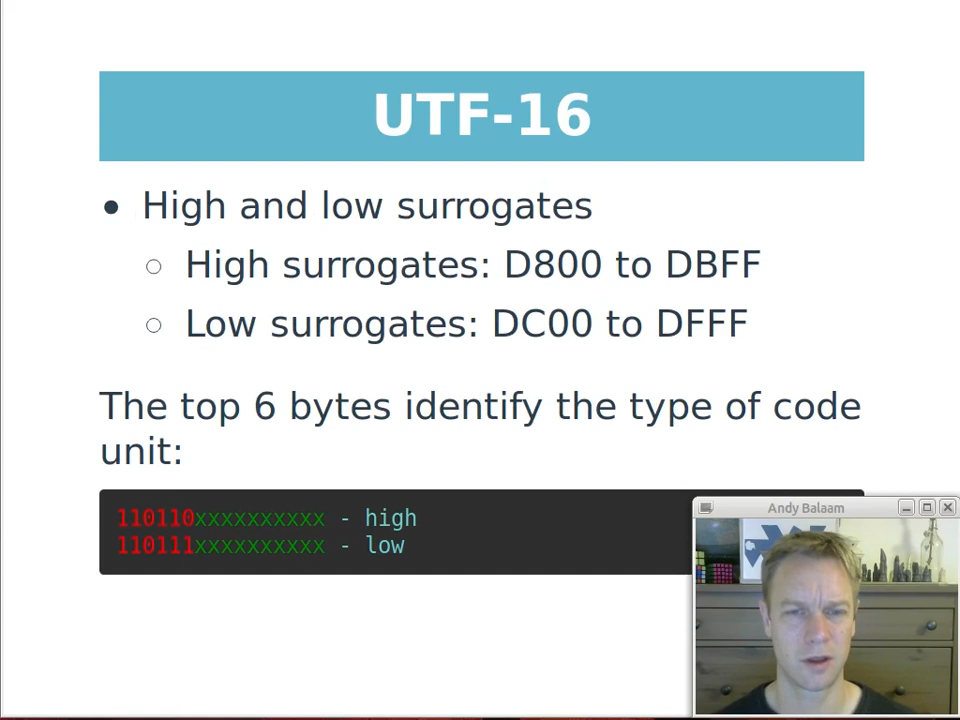 UTF-16
• High and low surrogates
○ High surrogates: D800 to DBFF
○ Low surrogates: DC00 to DFFF
The top 6 bytes identify the type of code
unit:
110110xxxxxxxxxx - high
110111xxxxxxxxxx - low
Andy Balaam